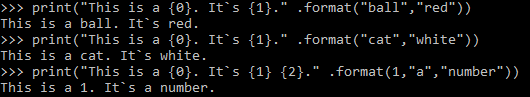 >>> print("This is a {0}. It`s {1}." .format("ball","red"))
This is a ball. It`s red.
>>> print("This is a {0}. It`s {1}." .format("cat","white"))
This is a cat. It`s white.
>>> print("This is a {0}. It`s {1} {2}." .format(1,"a","number"))
This is a 1. It`s a number.